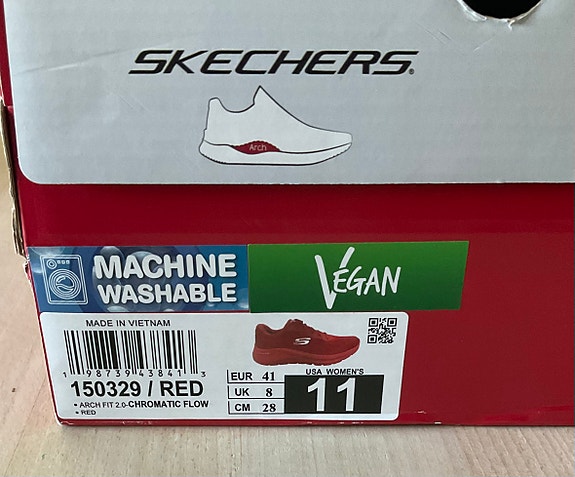 SKECHERS®
Arch
MACHINE
WASHABLE
VEGAN
MADE IN VIETNAM
1 98739 43841 3
150329 / RED
• ARCH FIT 2.0-CHROMATIC FLOW
• RED
S
EUR 41
UK 8
CM 28
USA WOMEN'S
11